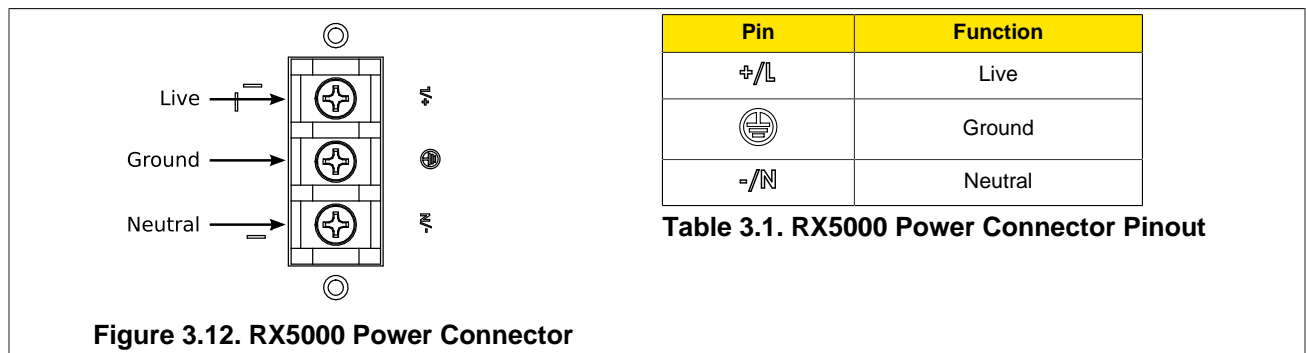 Live
Ground
Neutral
+/L
-/N
Figure 3.12. RX5000 Power Connector
Pin Function
+/L Live
Ground
-/N Neutral
Table 3.1. RX5000 Power Connector Pinout